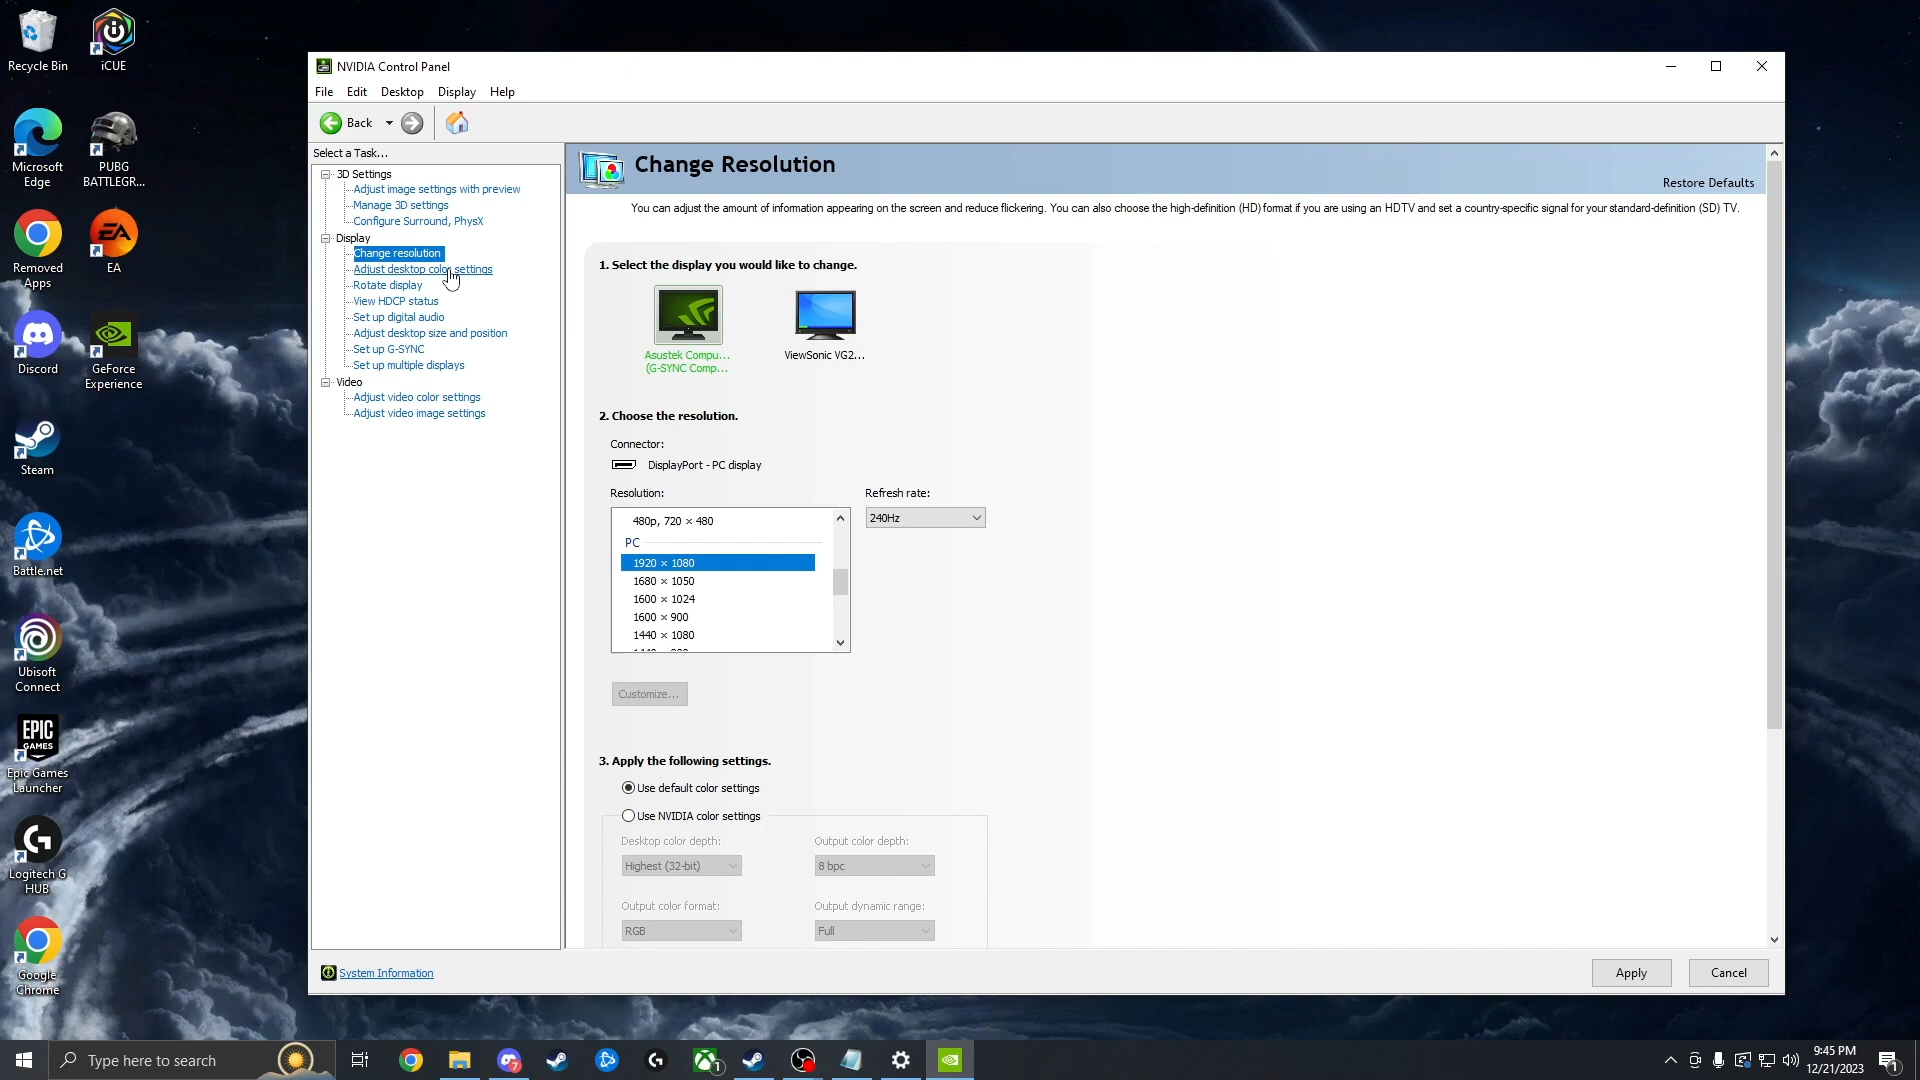 Recycle Bin
iCUE
Microsoft
Edge
PUBG
BATTLEGR...
Removed
Apps
EA
Discord
GeForce
Experience
Steam
Battle.net
Ubisoft
Connect
EPIC
GAMES
Epic Games
Launcher
Logitech G
HUB
Google
Chrome
NVIDIA Control Panel
File Edit Desktop Display Help
Back
Select a Task...
3D Settings
Adjust image settings with preview
Manage 3D settings
Configure Surround, PhysX
Display
Change resolution
Adjust desktop color settings
Rotate display
View HDCP status
Set up digital audio
Adjust desktop size and position
Set up G-SYNC
Set up multiple displays
Video
Adjust video color settings
Adjust video image settings
System Information
Change Resolution
Restore Defaults
You can adjust the amount of information appearing on the screen and reduce flickering. You can also choose the high-definition (HD) format if you are using an HDTV and set a country-specific signal for your standard-definition (SD) TV.
1. Select the display you would like to change.
Asustek Compu...
(G-SYNC Comp...
ViewSonic VG2...
2. Choose the resolution.
Connector:
DisplayPort - PC display
Resolution:
Refresh rate:
480p, 720 × 480
240Hz
PC
1920 × 1080
1680 × 1050
1600 × 1024
1600 × 900
1440 × 1080
Customize...
3. Apply the following settings.
Use default color settings
Use NVIDIA color settings
Desktop color depth:
Output color depth:
Highest (32-bit)
8 bpc
Output color format:
Output dynamic range:
RGB
Full
Apply
Cancel
Type here to search
7
1
9:45 PM
12/21/2023
1